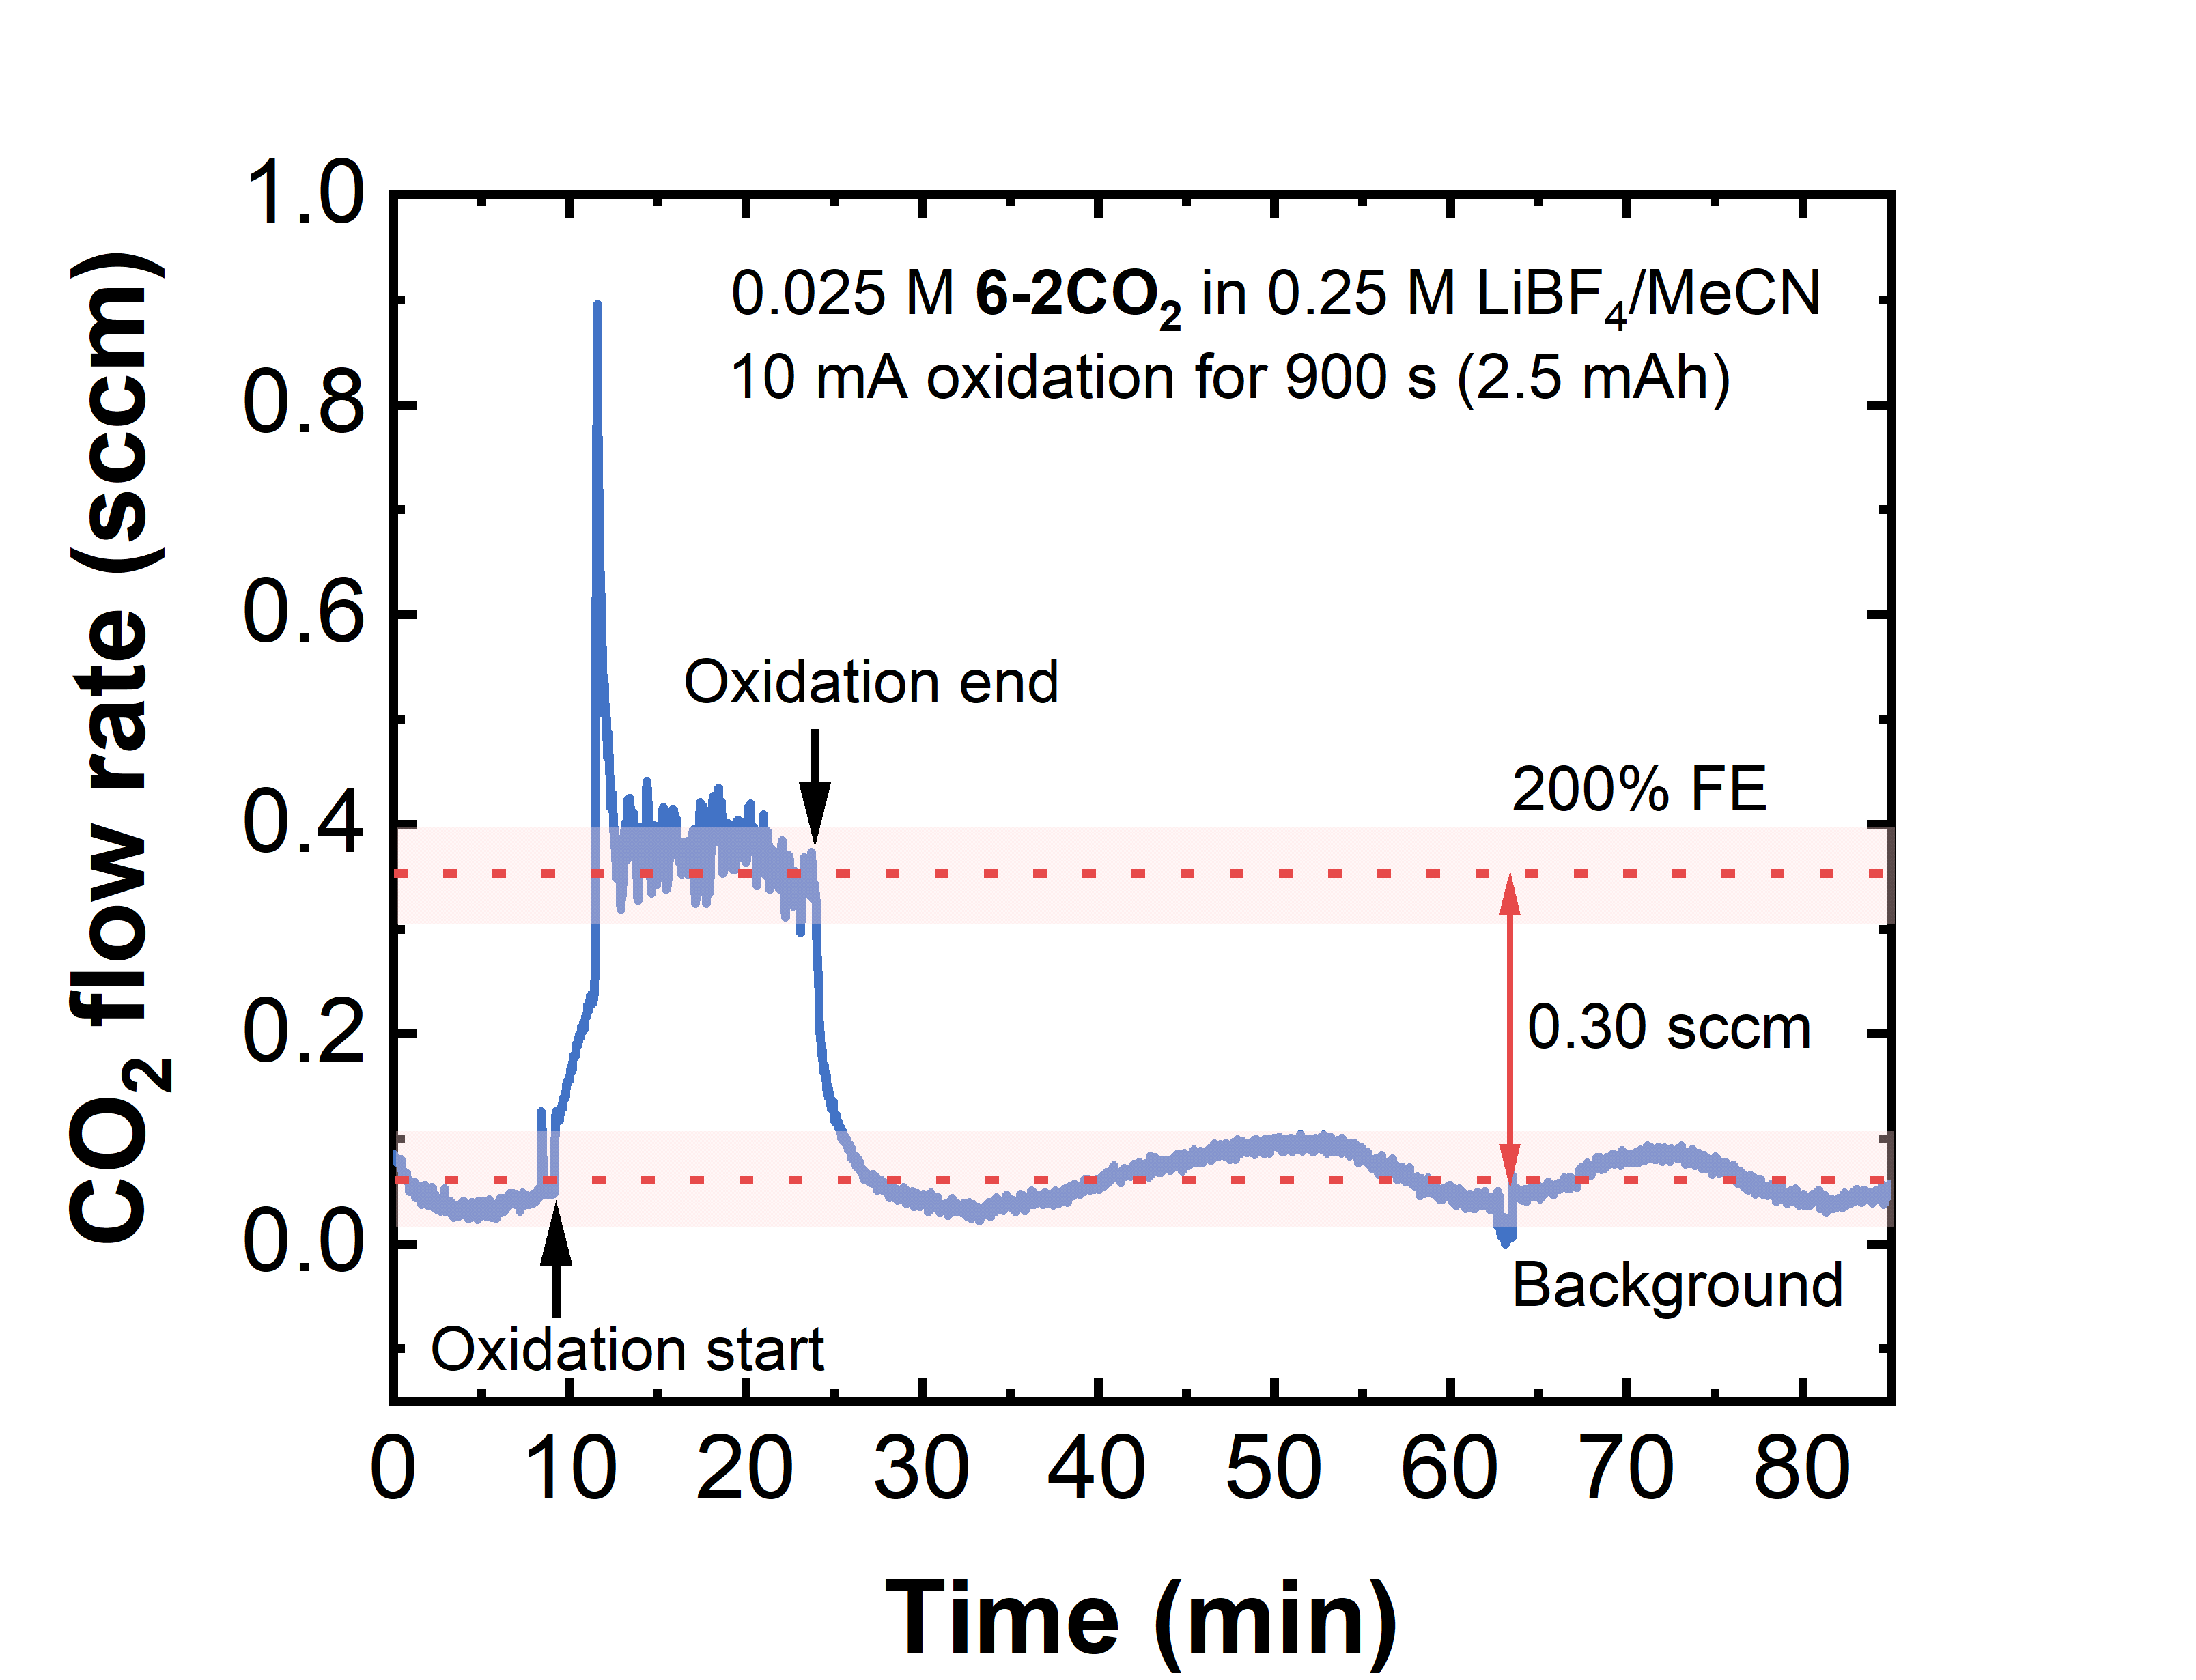 0.025 M 6-2CO₂ in 0.25 M LiBF₄/MeCN
10 mA oxidation for 900 s (2.5 mAh)
Oxidation end
200% FE
0.30 sccm
Background
Oxidation start
CO₂ flow rate (sccm)
1.0
0.8
0.6
0.4
0.2
0.0
0 10 20 30 40 50 60 70 80
Time (min)